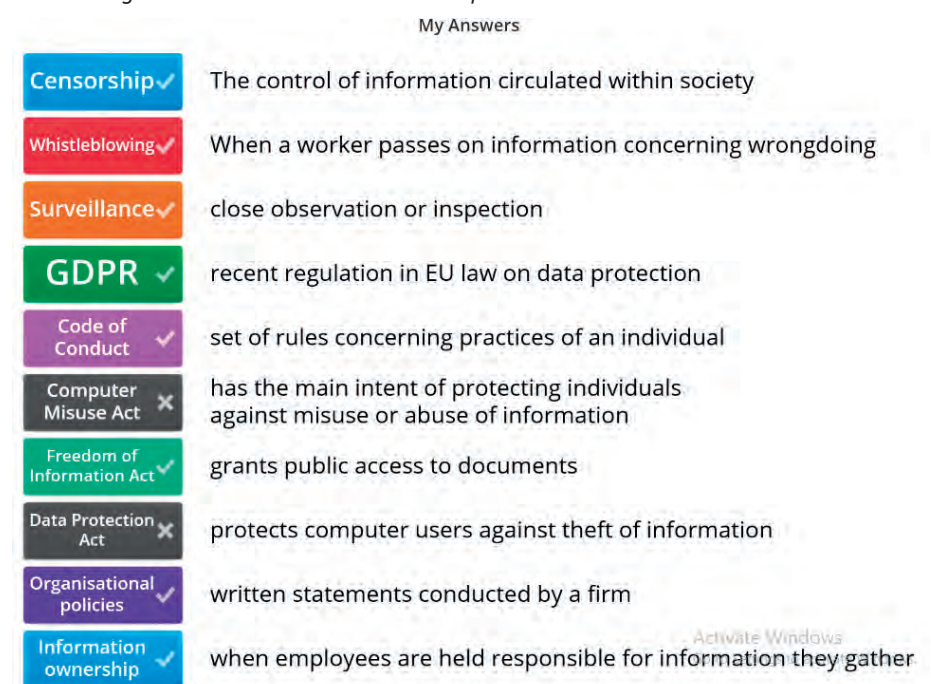 My Answers
Censorship
The control of information circulated within society
Whistleblowing
When a worker passes on information concerning wrongdoing
Surveillance
close observation or inspection
GDPR
recent regulation in EU law on data protection
Code of
Conduct
set of rules concerning practices of an individual
Computer
Misuse Act
has the main intent of protecting individuals
against misuse or abuse of information
Freedom of
Information Act
grants public access to documents
Data Protection
Act
protects computer users against theft of information
Organisational
policies
written statements conducted by a firm
Information
ownership
Activate Windows
when employees are held responsible for information they gather